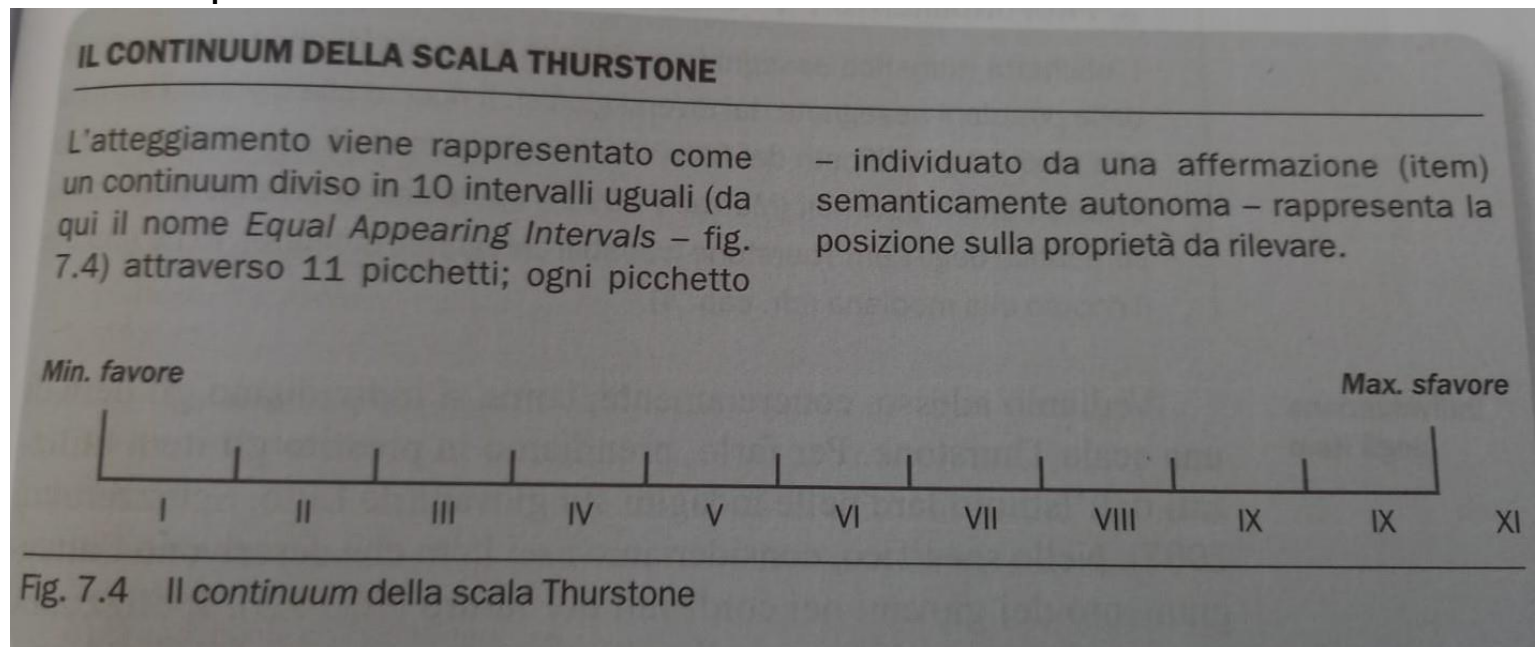 IL CONTINUUM DELLA SCALA THURSTONE
L'atteggiamento viene rappresentato come
un continuum diviso in 10 intervalli uguali (da
qui il nome Equal Appearing Intervals – fig.
7.4) attraverso 11 picchetti; ogni picchetto
– individuato da una affermazione (item)
semanticamente autonoma – rappresenta la
posizione sulla proprietà da rilevare.
Min. favore
Max. sfavore
I II III IV V VI VII VIII IX IX XI
Fig. 7.4 Il continuum della scala Thurstone